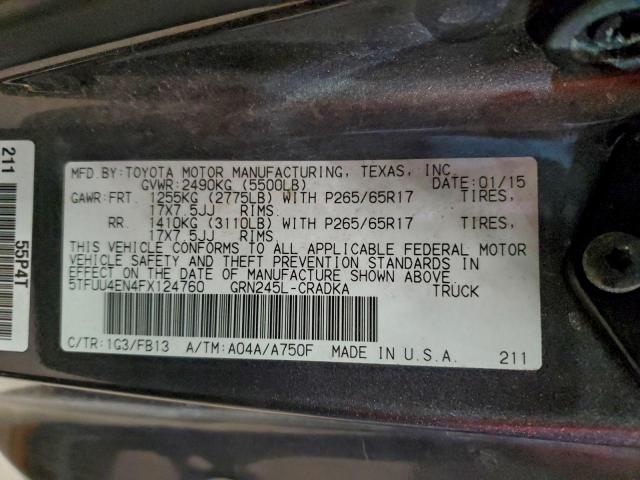 MFD.BY:TOYOTA MOTOR MANUFACTURING, TEXAS, INC.
GVWR:2490KG (5500LB) DATE:01/15
GAWR:FRT. 1255KG (2775LB) WITH P265/65R17 TIRES,
17X7.5JJ RIMS.
RR. 1410KG (3110LB) WITH P265/65R17 TIRES,
17X7.5JJ RIMS
THIS VEHICLE CONFORMS TO ALL APPLICABLE FEDERAL MOTOR
VEHICLE SAFETY AND THEFT PREVENTION STANDARDS IN
EFFECT ON THE DATE OF MANUFACTURE SHOWN ABOVE.
5TFUU4EN4FX124760 GRN245L-CRADKA TRUCK
C/TR:1G3/FB13 A/TM:A04A/A750F MADE IN U.S.A. 211
211
55P4T